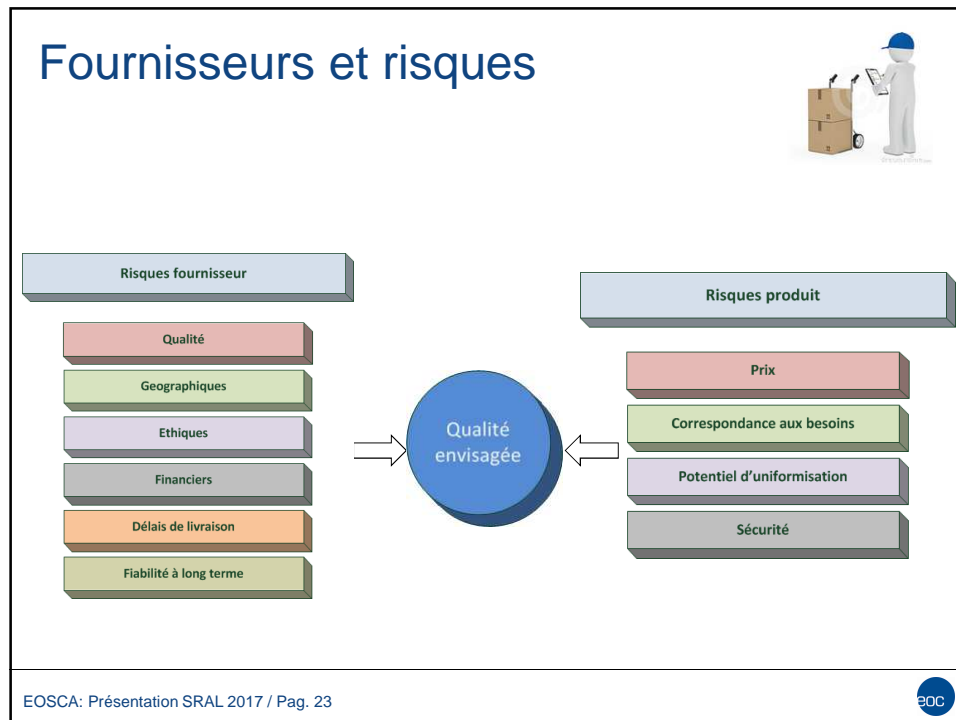 Fournisseurs et risques
Risques fournisseur
Qualité
Geographiques
Ethiques
Financiers
Délais de livraison
Fiabilité à long terme
Qualité
envisagée
Risques produit
Prix
Correspondance aux besoins
Potentiel d'uniformisation
Sécurité
EOSCA: Présentation SRAL 2017 / Pag. 23
eoc